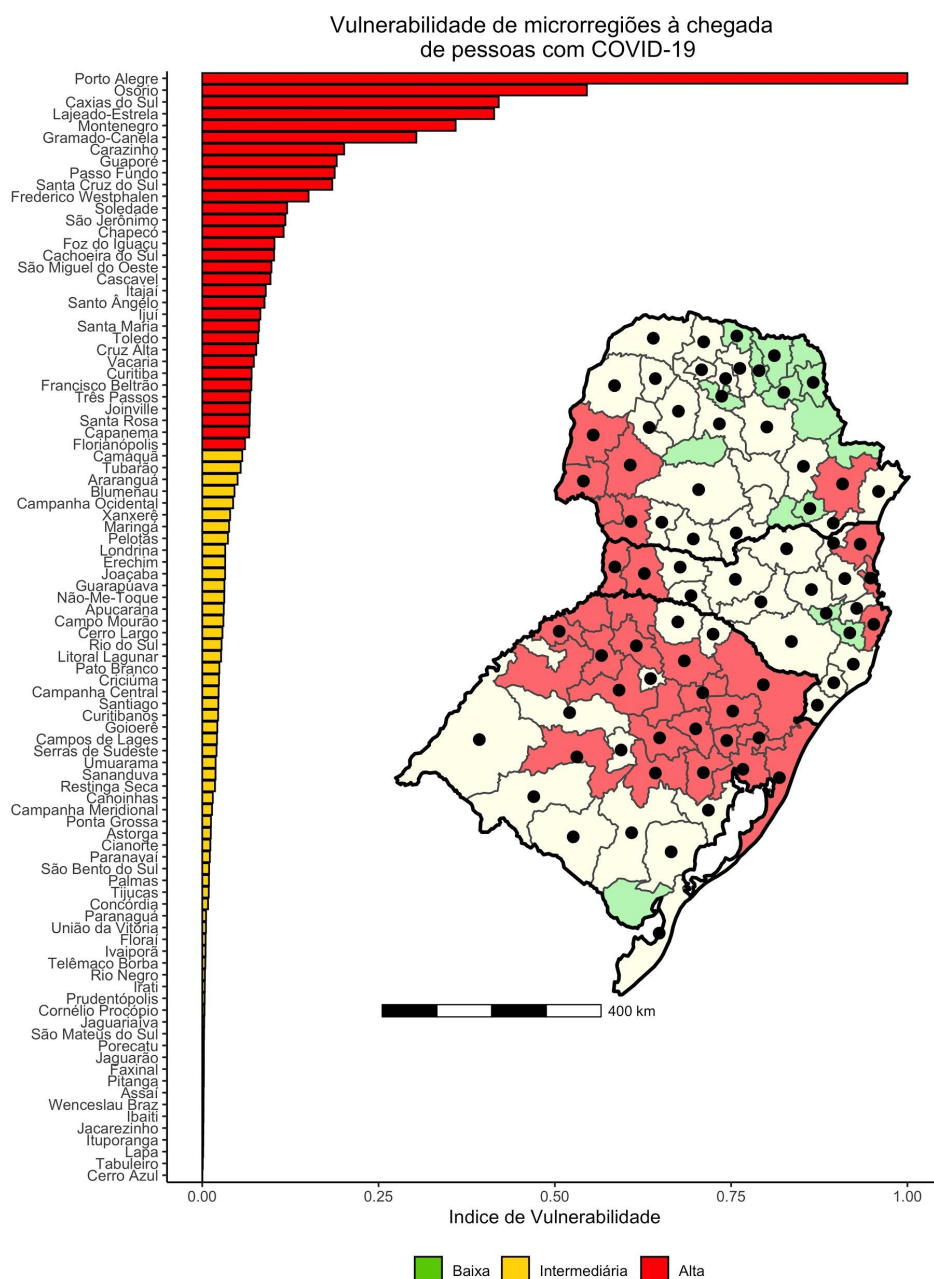 Vulnerabilidade de microrregiões à chegada
de pessoas com COVID-19
Porto Alegre
Osório
Caxias do Sul
Lajeado-Estrela
Montenegro
Gramado-Canela
Carazinho
Guaporé
Passo Fundo
Santa Cruz do Sul
Frederico Westphalen
Soledade
São Jerônimo
Chapecó
Foz do Iguaçu
Cachoeira do Sul
São Miguel do Oeste
Cascavel
Itajaí
Santo Ângelo
Ijuí
Santa Maria
Toledo
Cruz Alta
Vacaria
Curitiba
Francisco Beltrão
Três Passos
Joinville
Santa Rosa
Capanema
Florianópolis
Camaquã
Tubarão
Araranguá
Blumenau
Campanha Ocidental
Xanxerê
Maringá
Pelotas
Londrina
Erechim
Joaçaba
Guarapuava
Não-Me-Toque
Apucarana
Campo Mourão
Cerro Largo
Rio do Sul
Litoral Lagunar
Pato Branco
Criciúma
Campanha Central
Santiago
Curitibanos
Goioerê
Campos de Lages
Serras de Sudeste
Umuarama
Sananduva
Restinga Seca
Canoinhas
Campanha Meridional
Ponta Grossa
Astorga
Cianorte
Paranavaí
São Bento do Sul
Palmas
Tijucas
Concórdia
Paranaguá
União da Vitória
Floraí
Ivaiporã
Telêmaco Borba
Rio Negro
Irati
Prudentópolis
Cornélio Procópio
Jaguariaíva
São Mateus do Sul
Porecatu
Jaguarão
Faxinal
Pitanga
Assaí
Wenceslau Braz
Ibaiti
Jacarezinho
Ituporanga
Lapa
Tabuleiro
Cerro Azul
400 km
0.00 0.25 0.50 0.75 1.00
Indice de Vulnerabilidade
Baixa Intermediária Alta